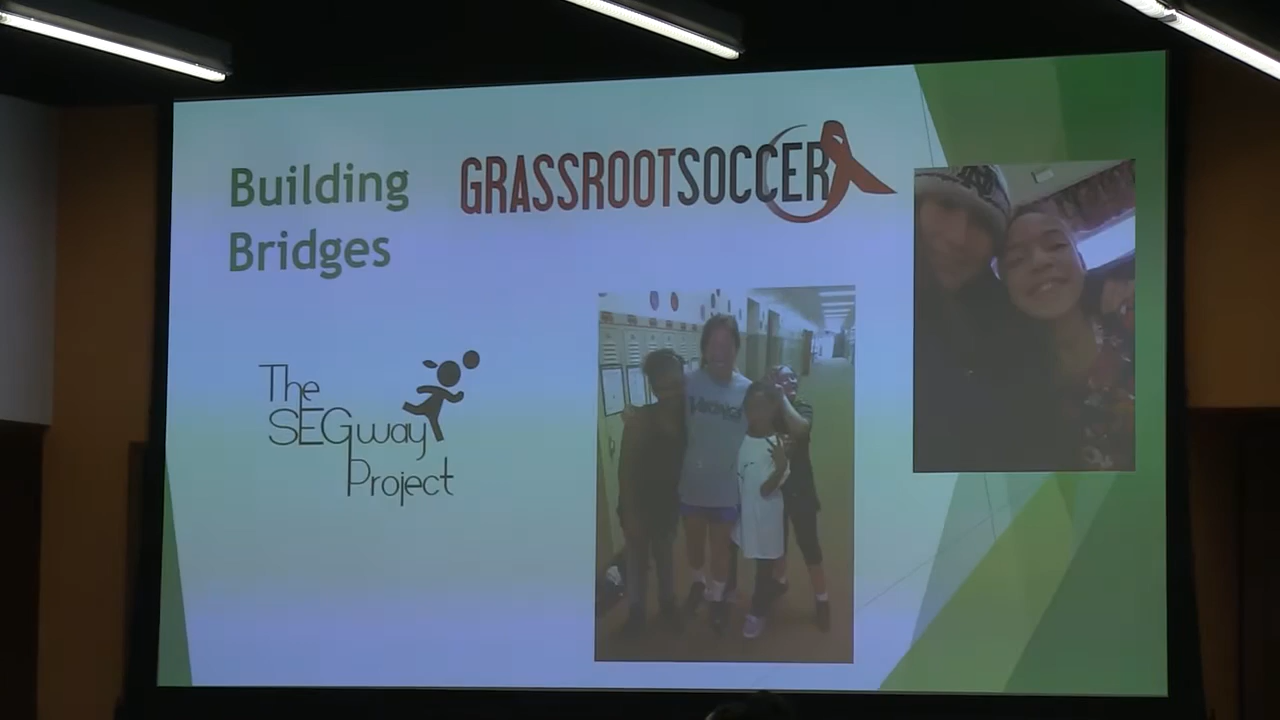 Building
Bridges
GRASSROOTSOCCER
The
SEGway
Project